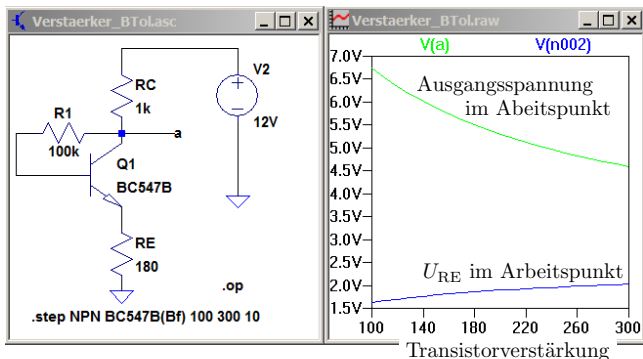 Verstaerker_BTol.asc
RC
1k
V2
12V
R1
100k
a
Q1
BC547B
RE
180
.op
.step NPN BC547B(Bf) 100 300 10
Verstaerker_BTol.raw
V(a) V(n002)
7.0V
6.5V
6.0V
5.5V
5.0V
4.5V
4.0V
3.5V
3.0V
2.5V
2.0V
1.5V
Ausgangsspannung
im Abeitspunkt
URE im Arbeitspunkt
100 140 180 220 260 300
Transistorverstärkung